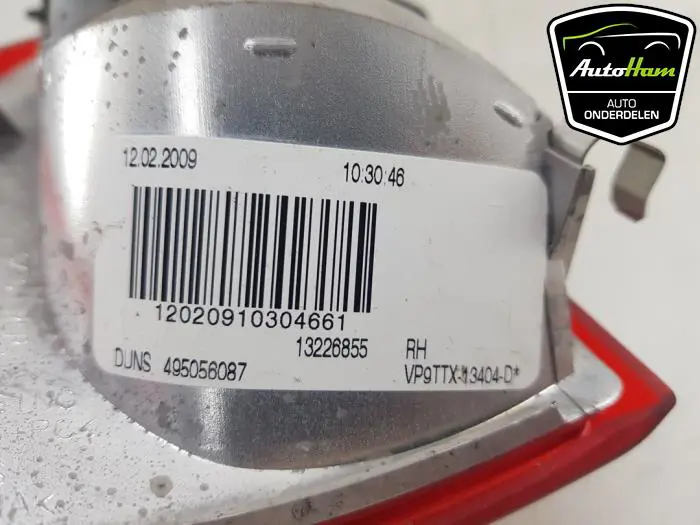 AutoHam
AUTO
ONDERDELEN
12.02.2009 10:30:46
12020910304661
13226855 RH
DUNS 495056087 VP9TTX-13404-D*